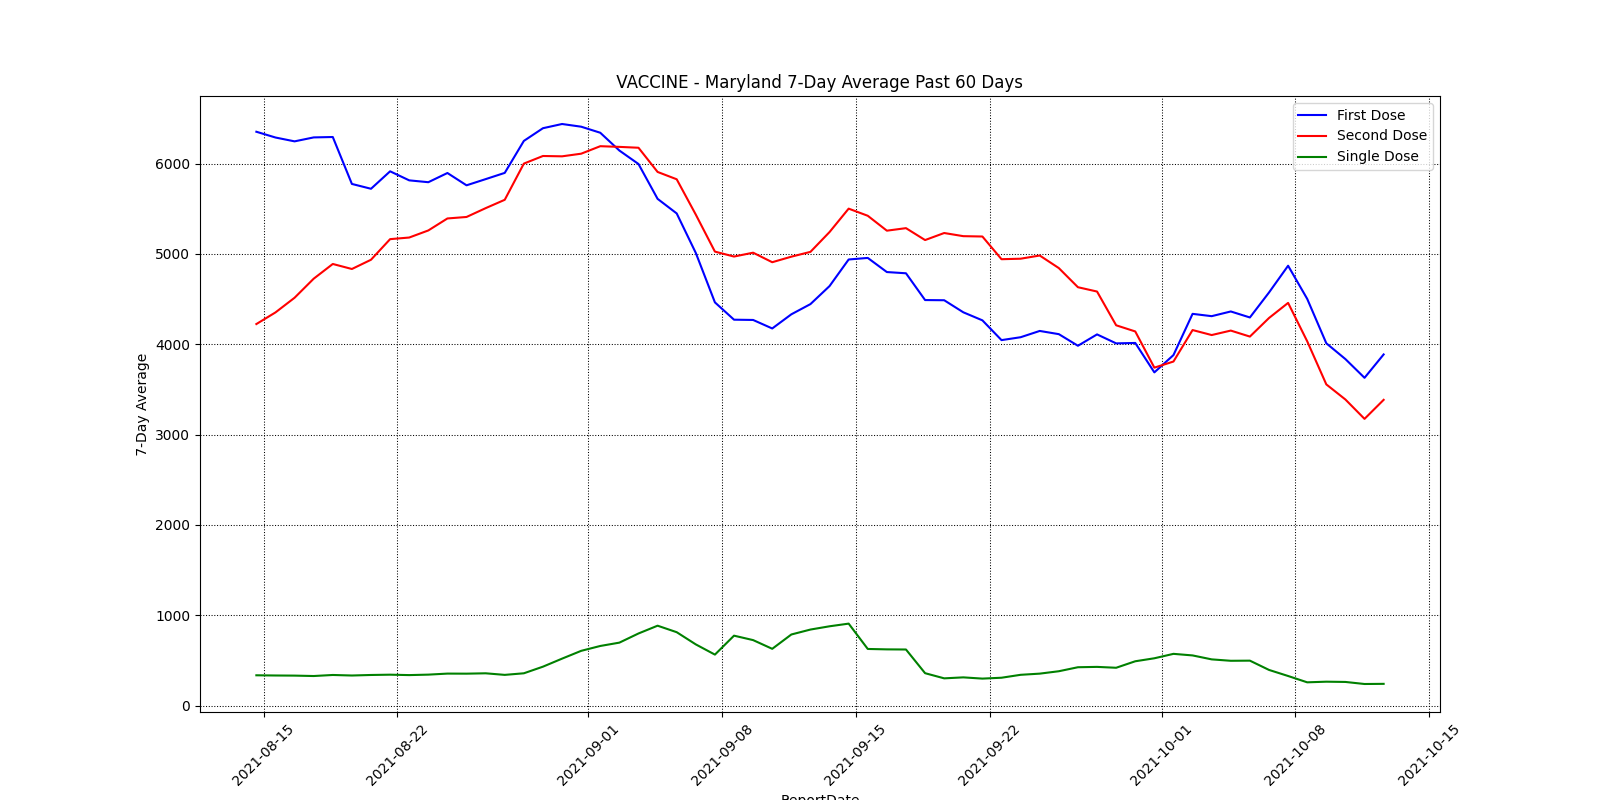 VACCINE - Maryland 7-Day Average Past 60 Days
First Dose
Second Dose
Single Dose
7-Day Average
6000
5000
4000
3000
2000
1000
0
2021-08-15
2021-08-22
2021-09-01
2021-09-08
2021-09-15
2021-09-22
2021-10-01
2021-10-08
2021-10-15
ReportDate